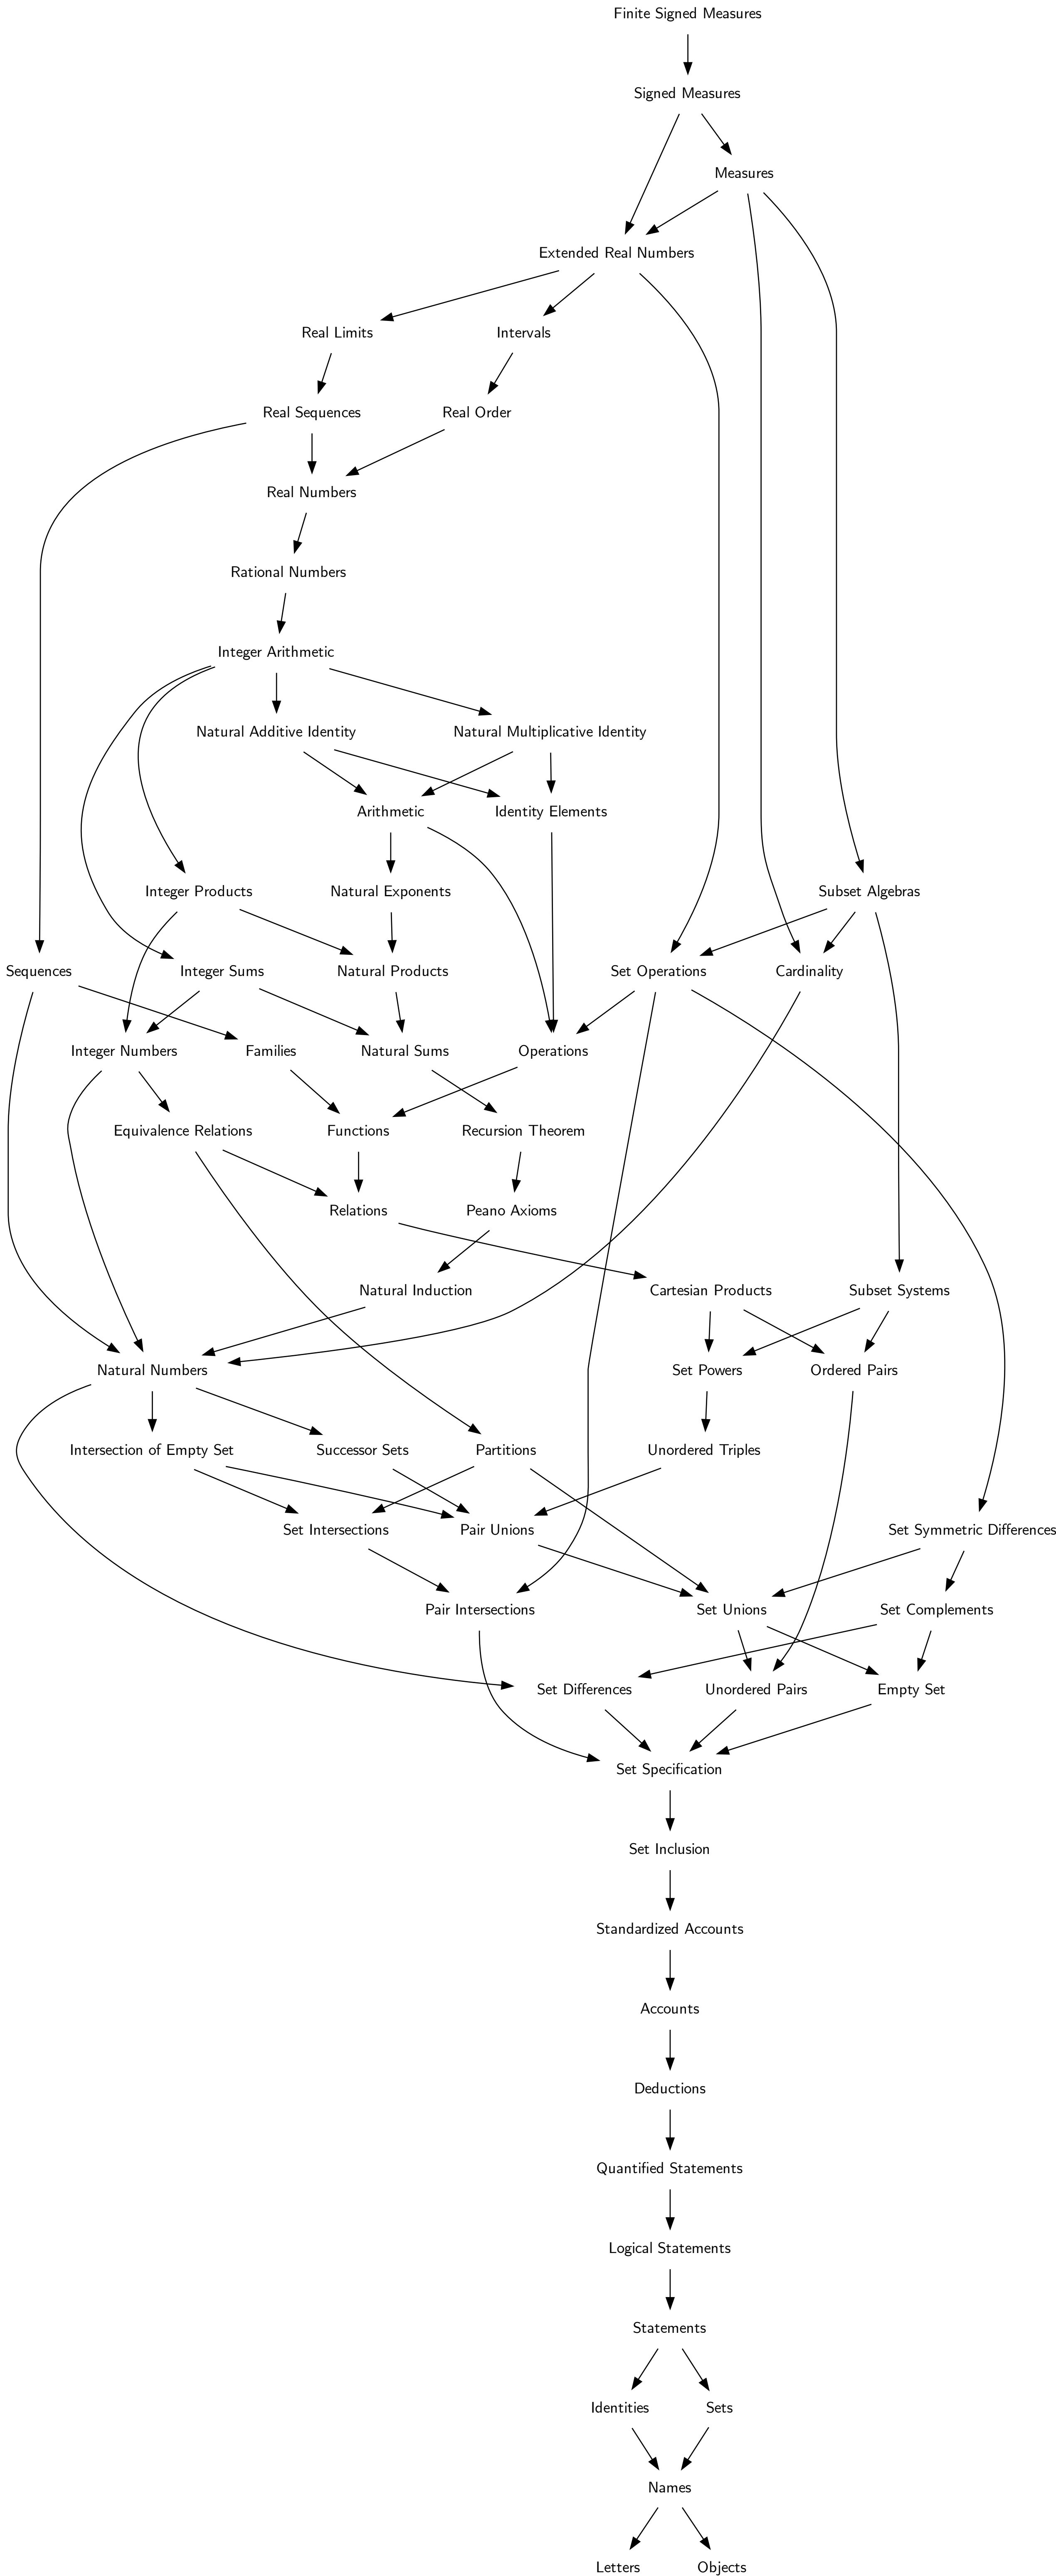 Finite Signed Measures
Signed Measures
Measures
Extended Real Numbers
Real Limits
Intervals
Real Sequences
Real Order
Real Numbers
Rational Numbers
Integer Arithmetic
Natural Additive Identity
Natural Multiplicative Identity
Arithmetic
Identity Elements
Integer Products
Natural Exponents
Subset Algebras
Sequences
Integer Sums
Natural Products
Set Operations
Cardinality
Integer Numbers
Families
Natural Sums
Operations
Equivalence Relations
Functions
Recursion Theorem
Relations
Peano Axioms
Natural Induction
Cartesian Products
Subset Systems
Natural Numbers
Set Powers
Ordered Pairs
Intersection of Empty Set
Successor Sets
Partitions
Unordered Triples
Set Intersections
Pair Unions
Set Symmetric Differences
Pair Intersections
Set Unions
Set Complements
Set Differences
Unordered Pairs
Empty Set
Set Specification
Set Inclusion
Standardized Accounts
Accounts
Deductions
Quantified Statements
Logical Statements
Statements
Identities
Sets
Names
Letters
Objects